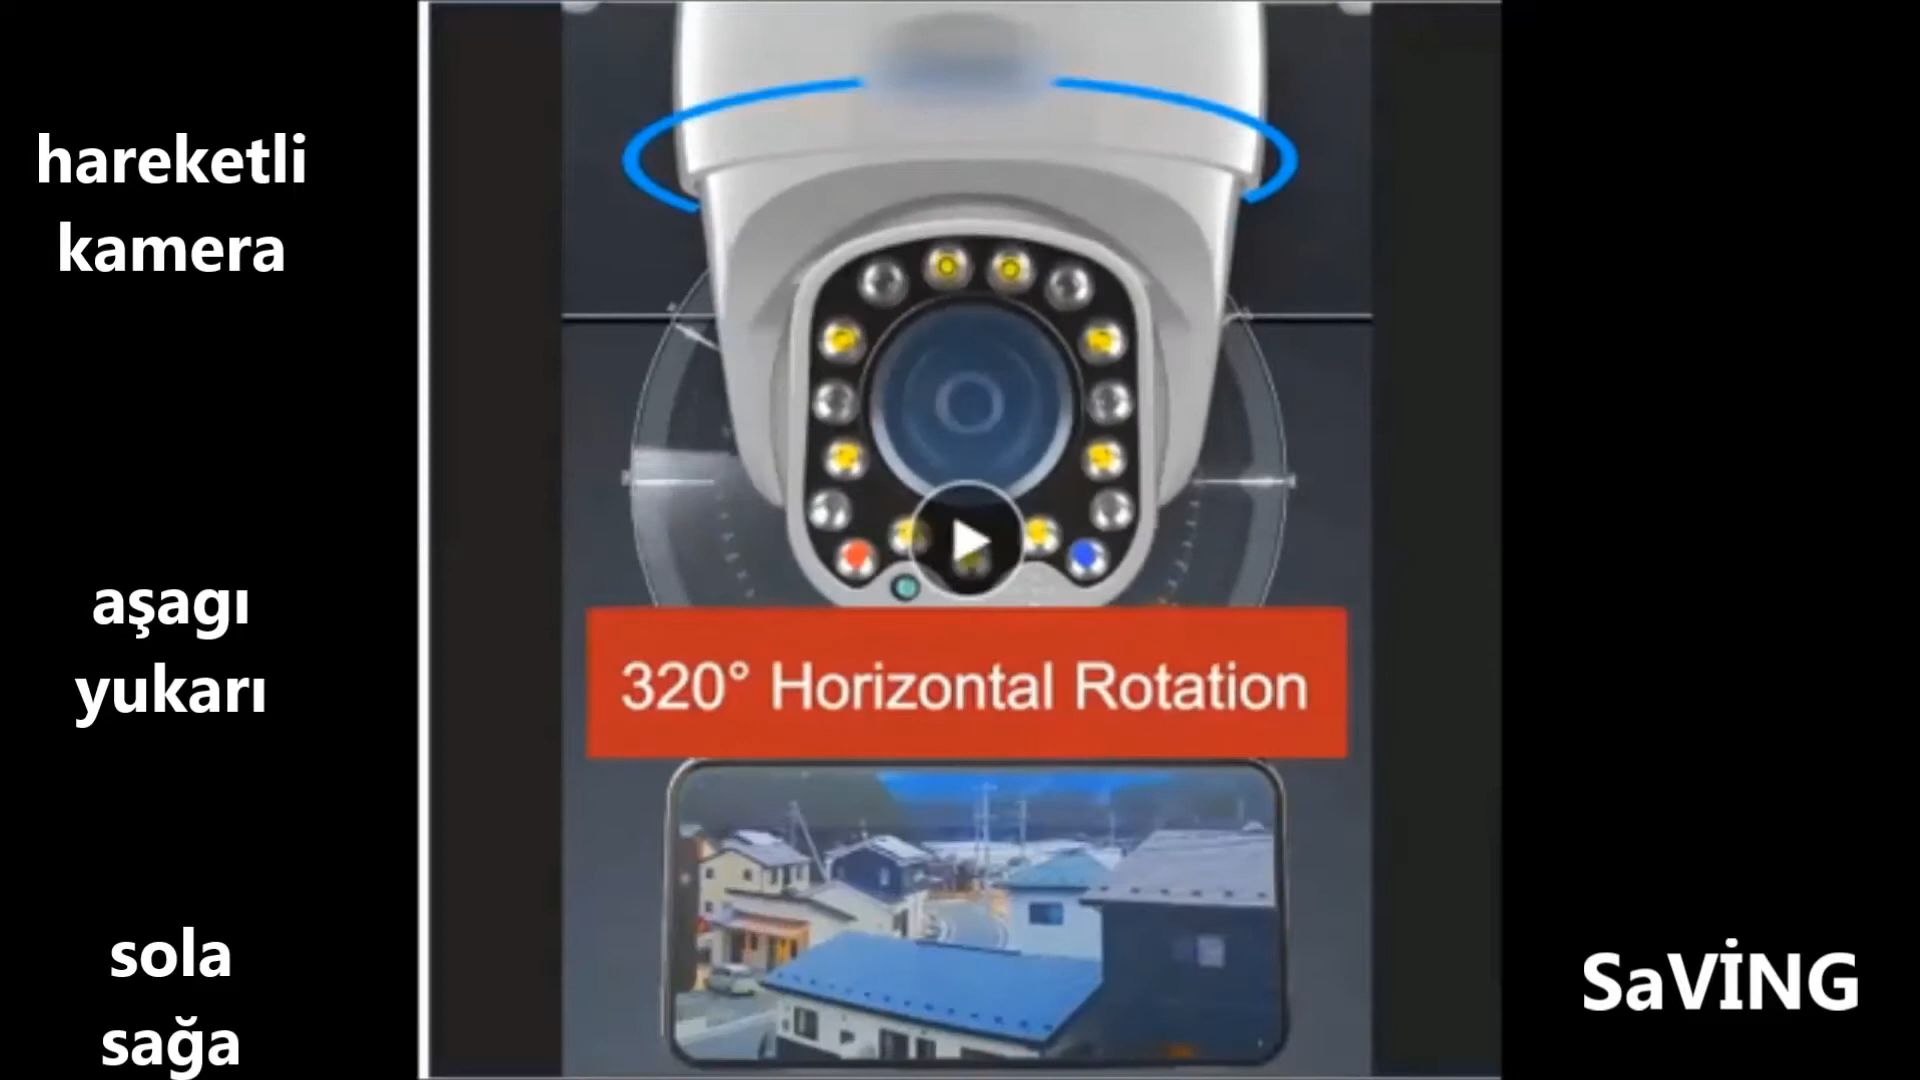 hareketli
kamera
aşagı
yukarı
sola
sağa
320° Horizontal Rotation
SaVİNG